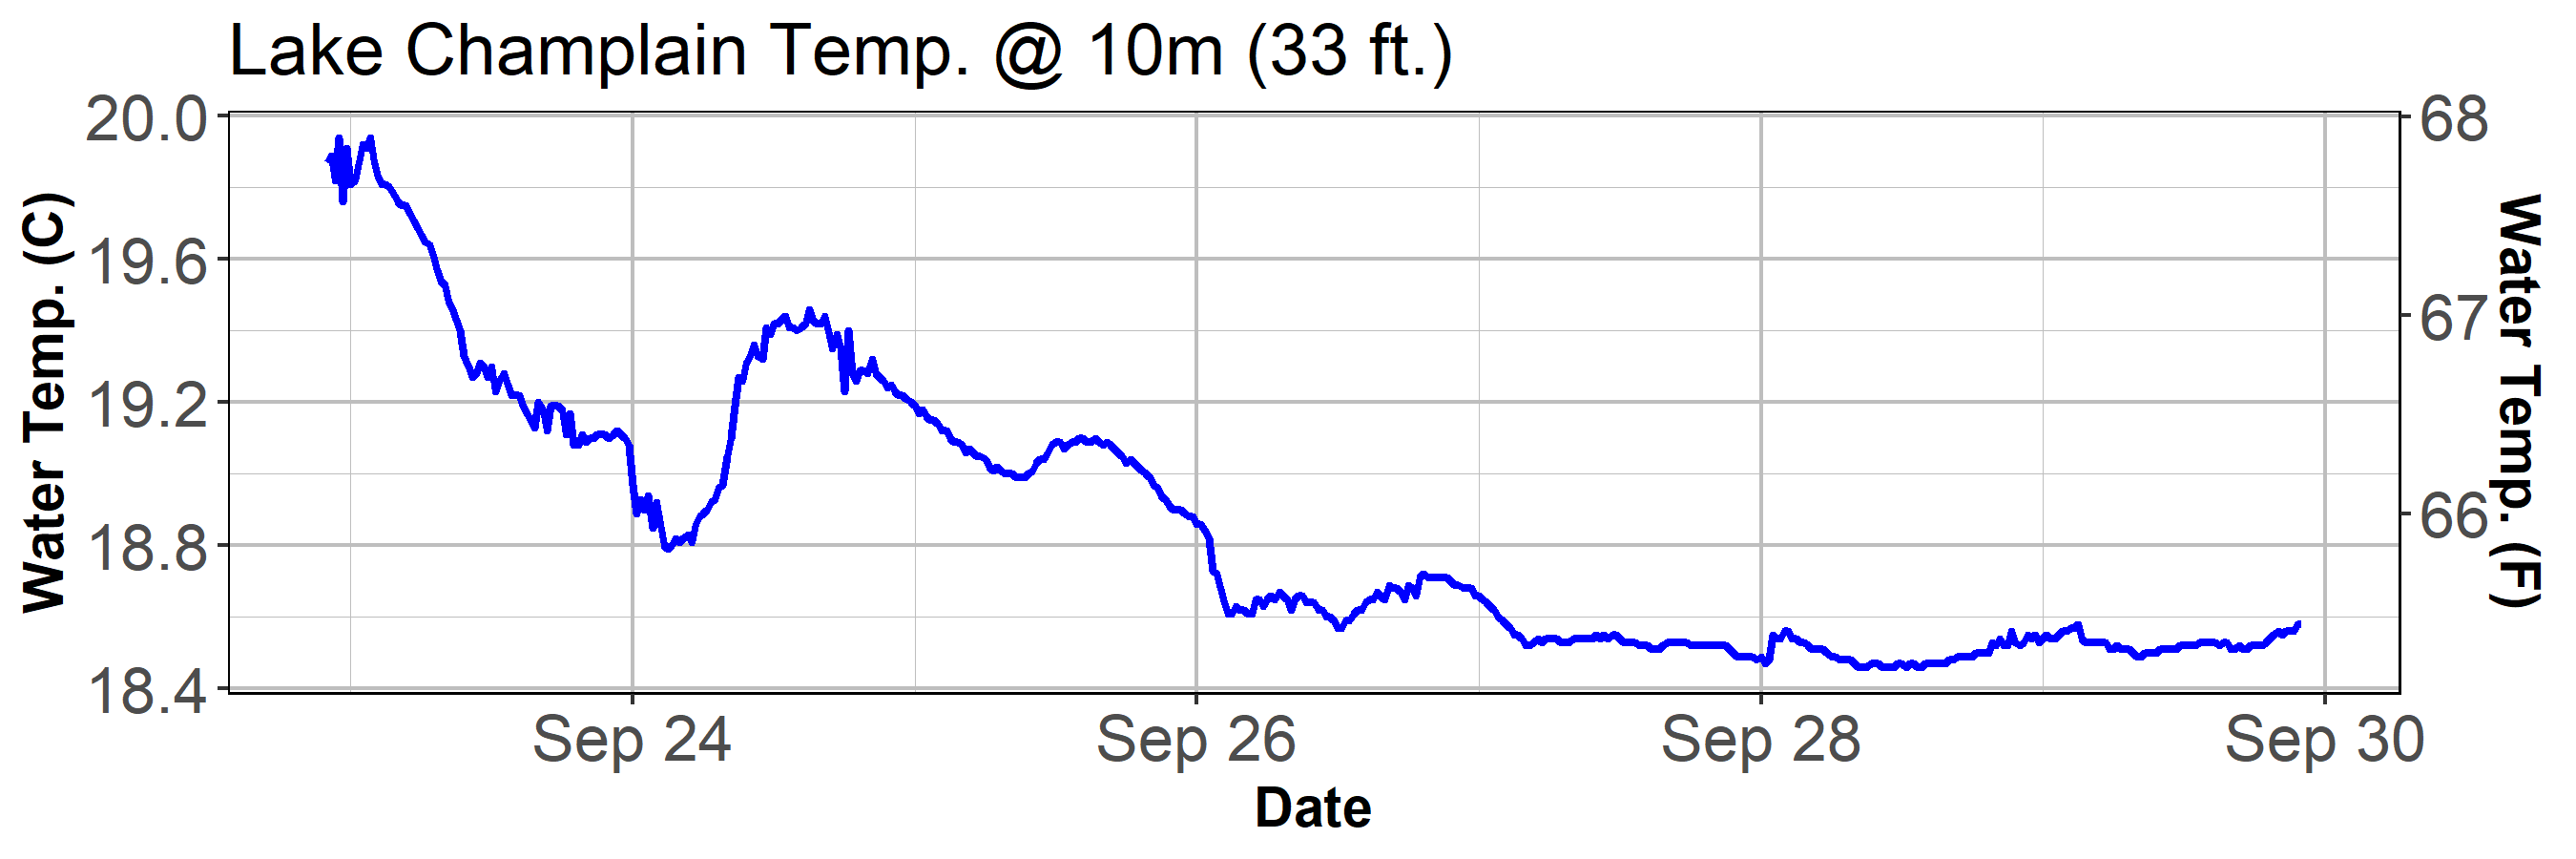 Lake Champlain Temp. @ 10m (33 ft.)
Water Temp. (C)
20.0
19.6
19.2
18.8
18.4
68
67
66
Water Temp. (F)
Sep 24
Sep 26
Sep 28
Sep 30
Date